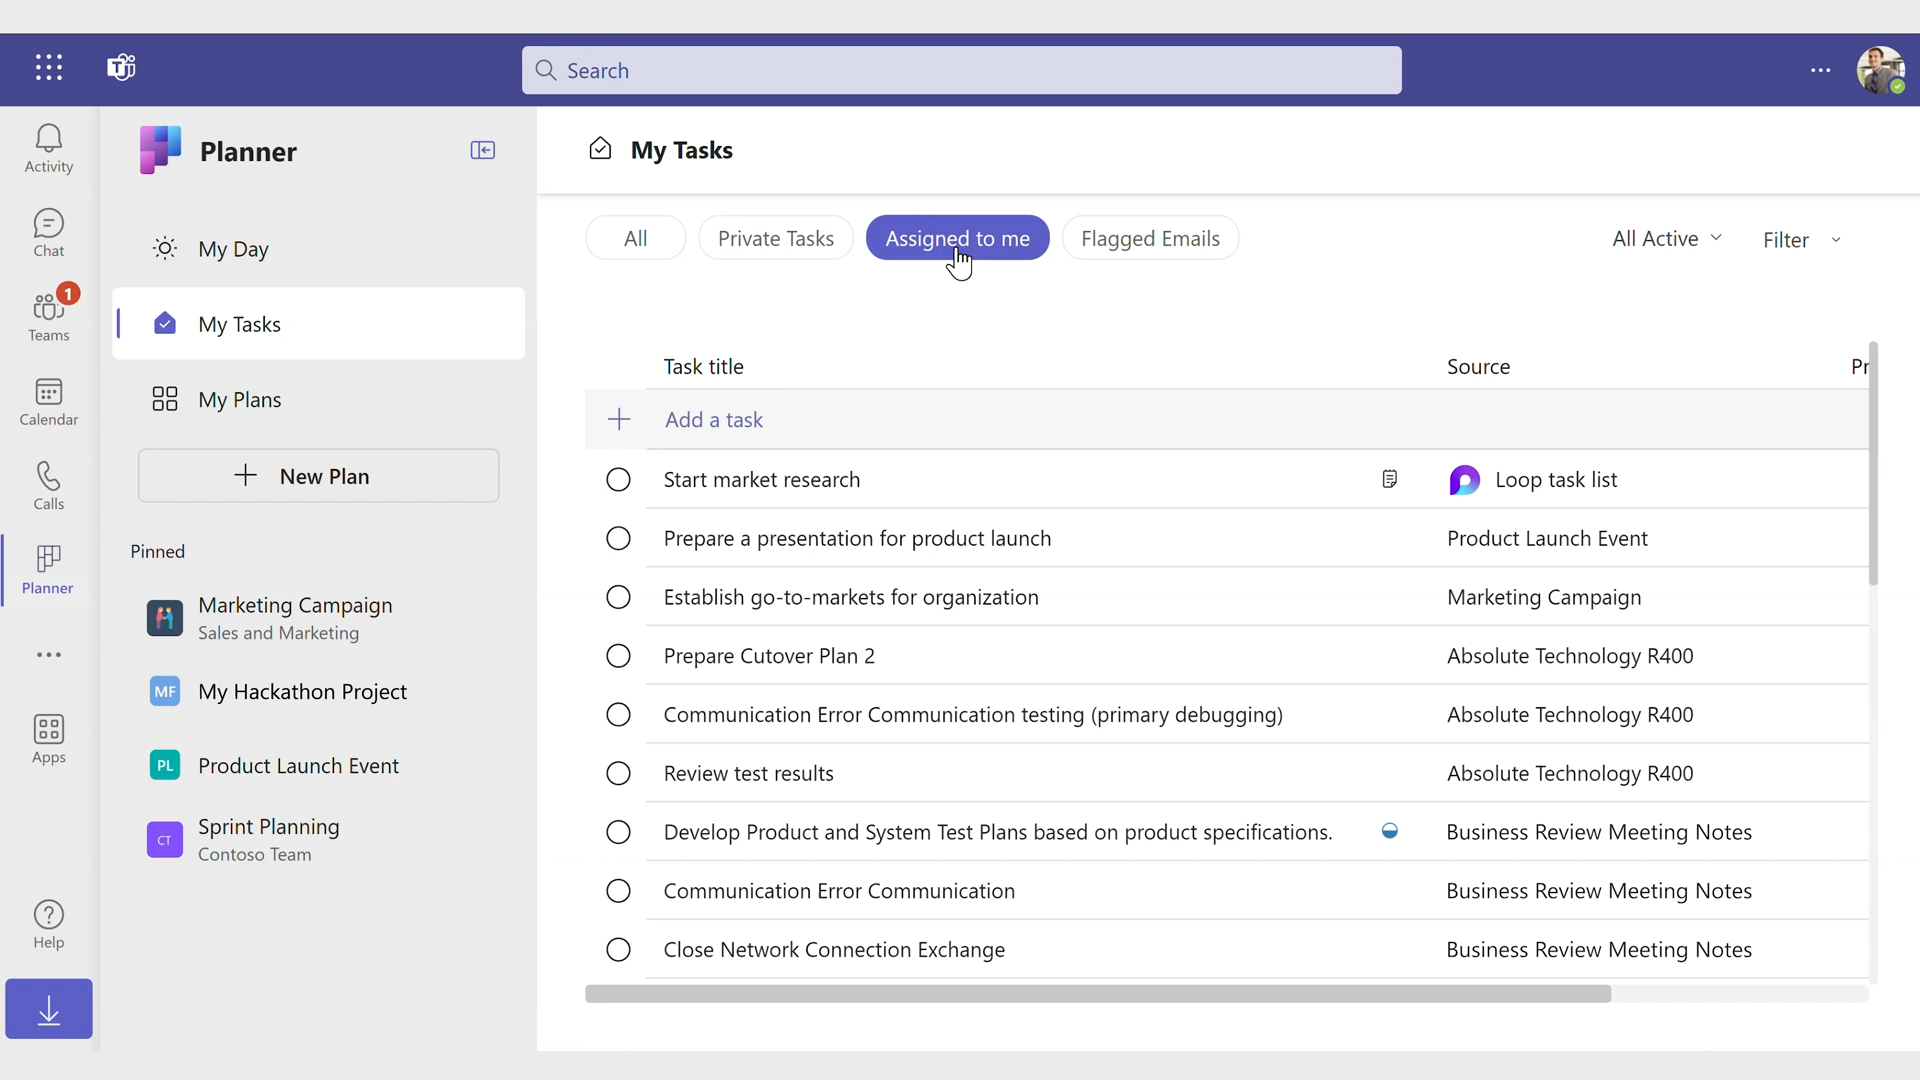 Search
Activity
Chat
1
Teams
Calendar
Calls
Planner
Apps
Help
Planner
My Day
My Tasks
My Plans
New Plan
Pinned
Marketing Campaign
Sales and Marketing
MF My Hackathon Project
PL Product Launch Event
CT Sprint Planning
Contoso Team
My Tasks
All Private Tasks Assigned to me Flagged Emails All Active Filter
Task title Source Pr
Add a task
Start market research Loop task list
Prepare a presentation for product launch Product Launch Event
Establish go-to-markets for organization Marketing Campaign
Prepare Cutover Plan 2 Absolute Technology R400
Communication Error Communication testing (primary debugging) Absolute Technology R400
Review test results Absolute Technology R400
Develop Product and System Test Plans based on product specifications. Business Review Meeting Notes
Communication Error Communication Business Review Meeting Notes
Close Network Connection Exchange Business Review Meeting Notes